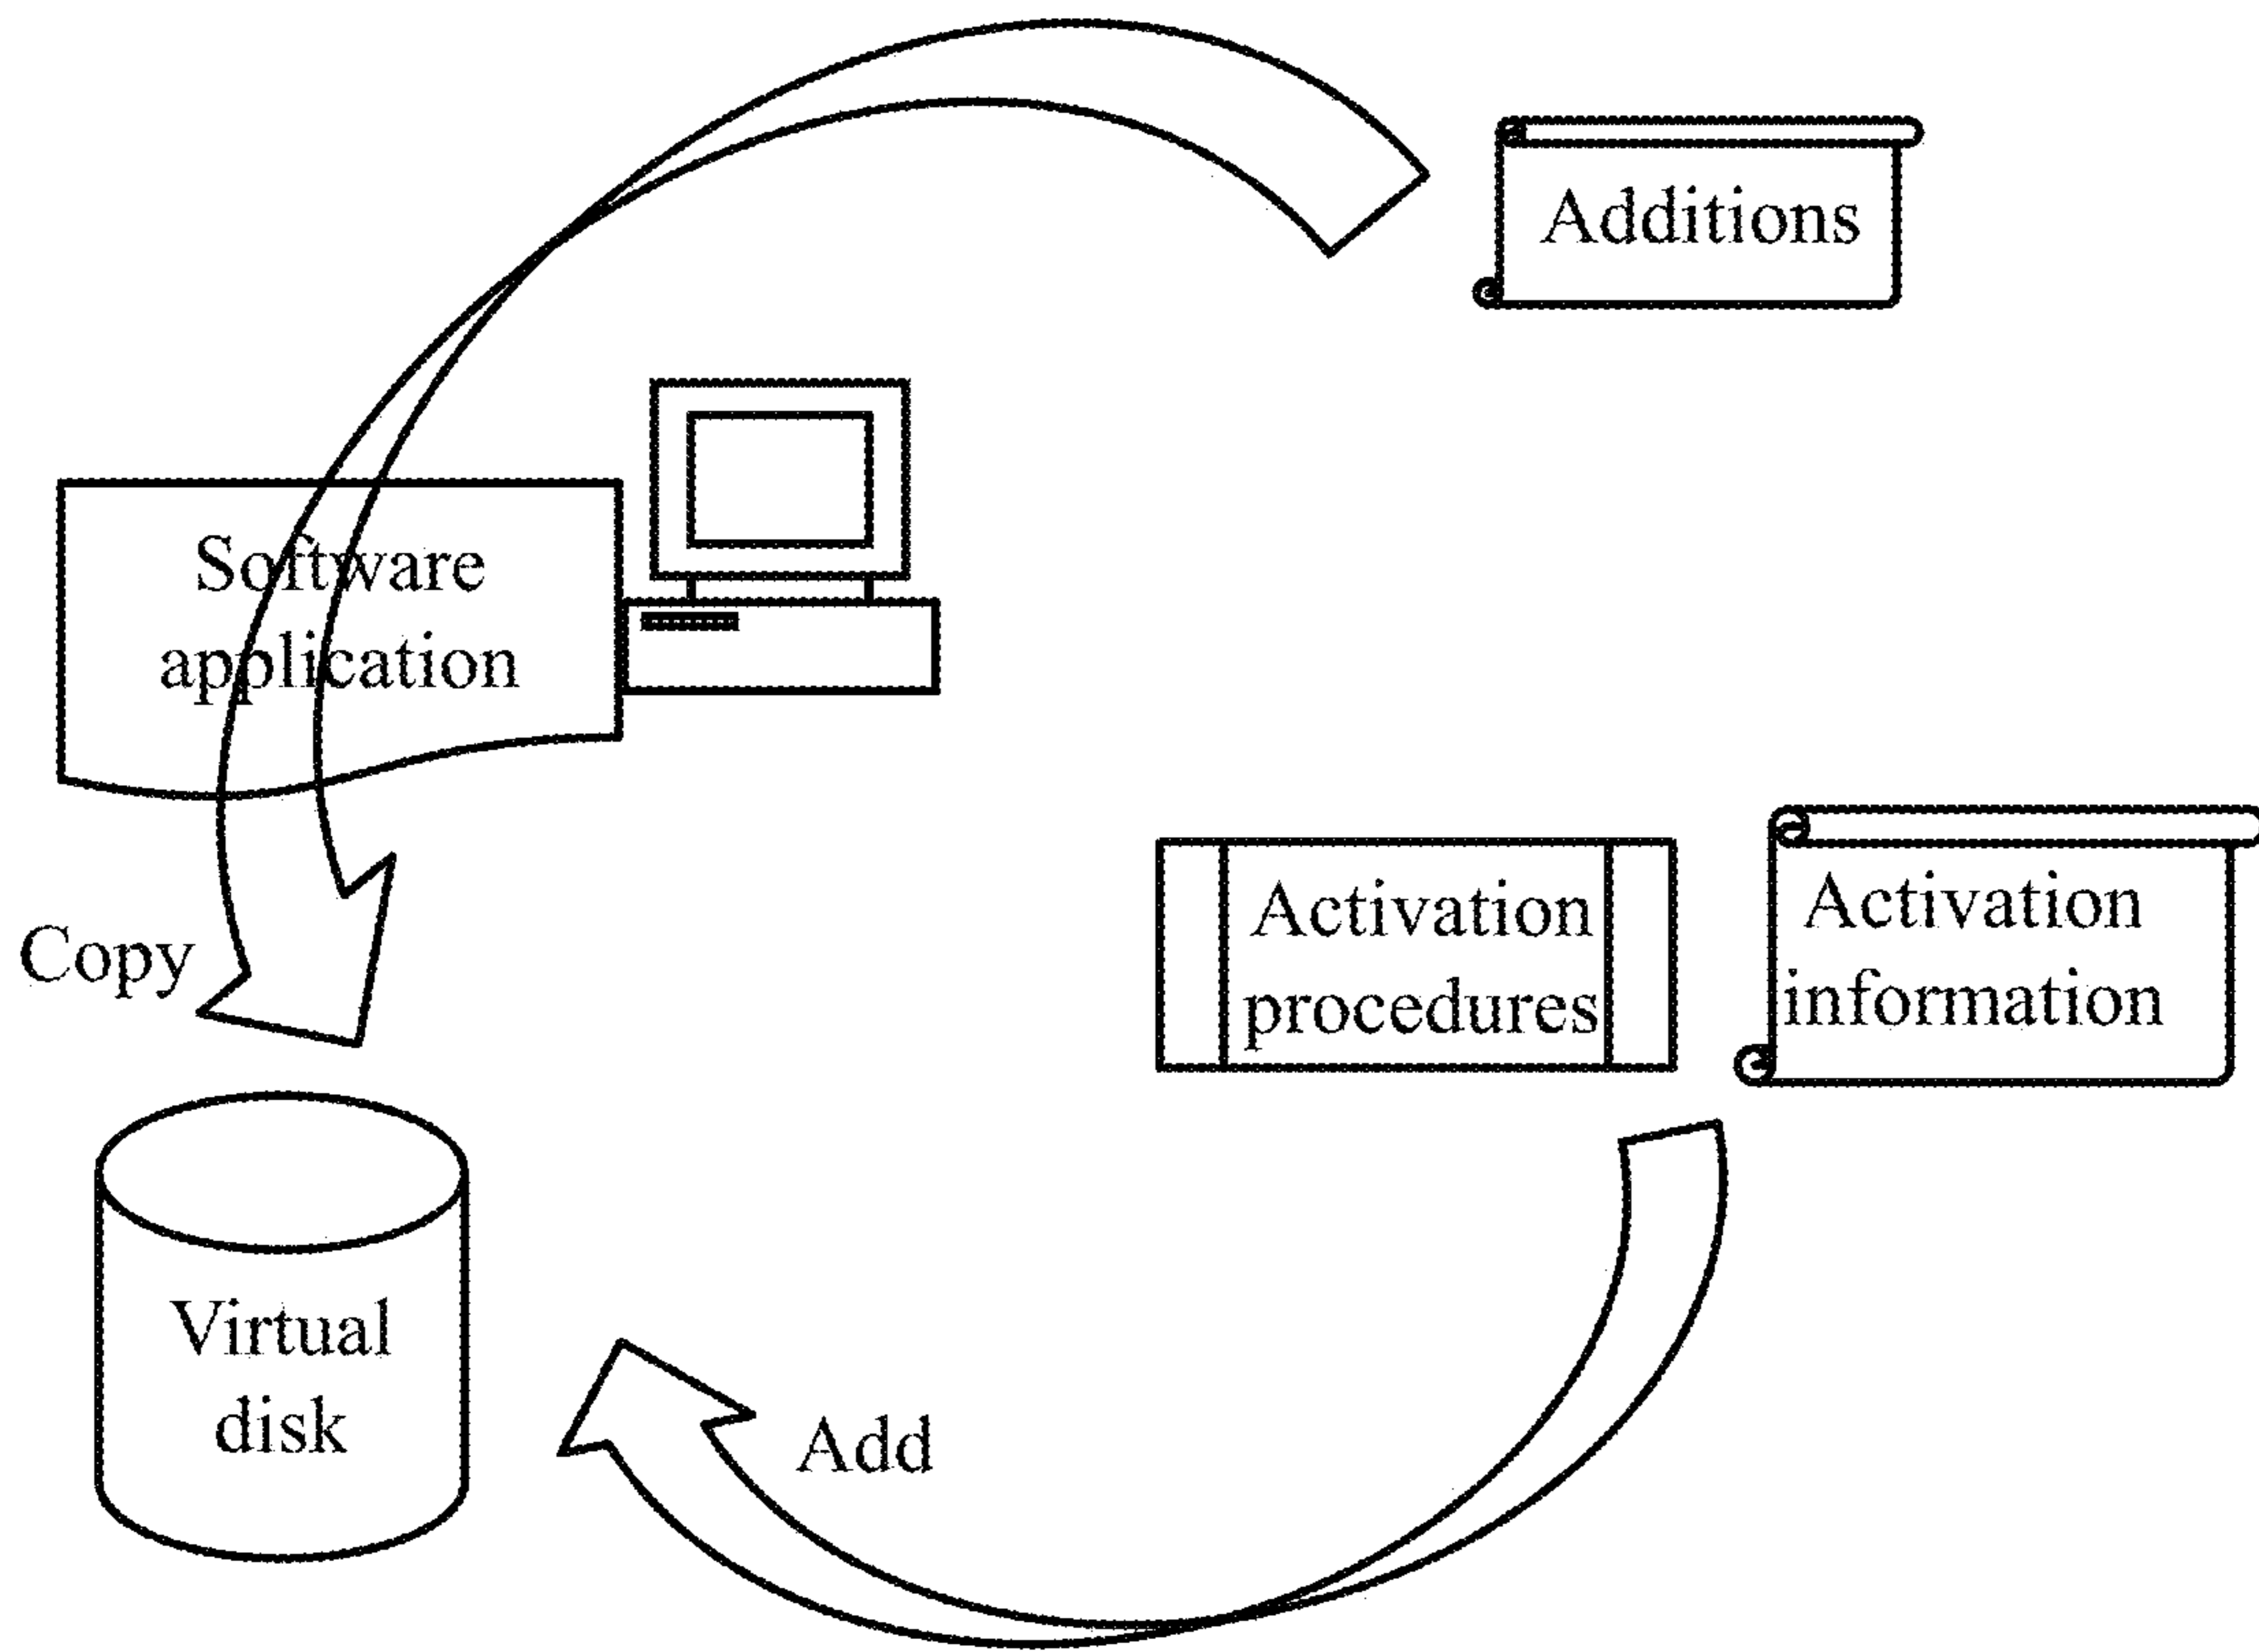 Additions
Software
application
Activation
procedures
Activation
information
Copy
Virtual
disk
Add